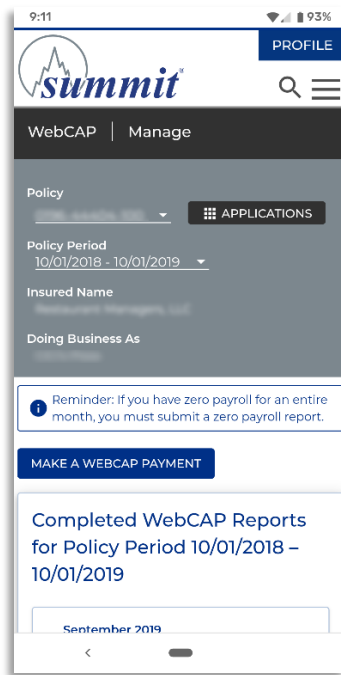 9:11 93%
PROFILE
summit
WebCAP | Manage
Policy
APPLICATIONS
Policy Period
10/01/2018 - 10/01/2019
Insured Name
Doing Business As
Reminder: If you have zero payroll for an entire
month, you must submit a zero payroll report.
MAKE A WEBCAP PAYMENT
Completed WebCAP Reports
for Policy Period 10/01/2018 –
10/01/2019
September 2019